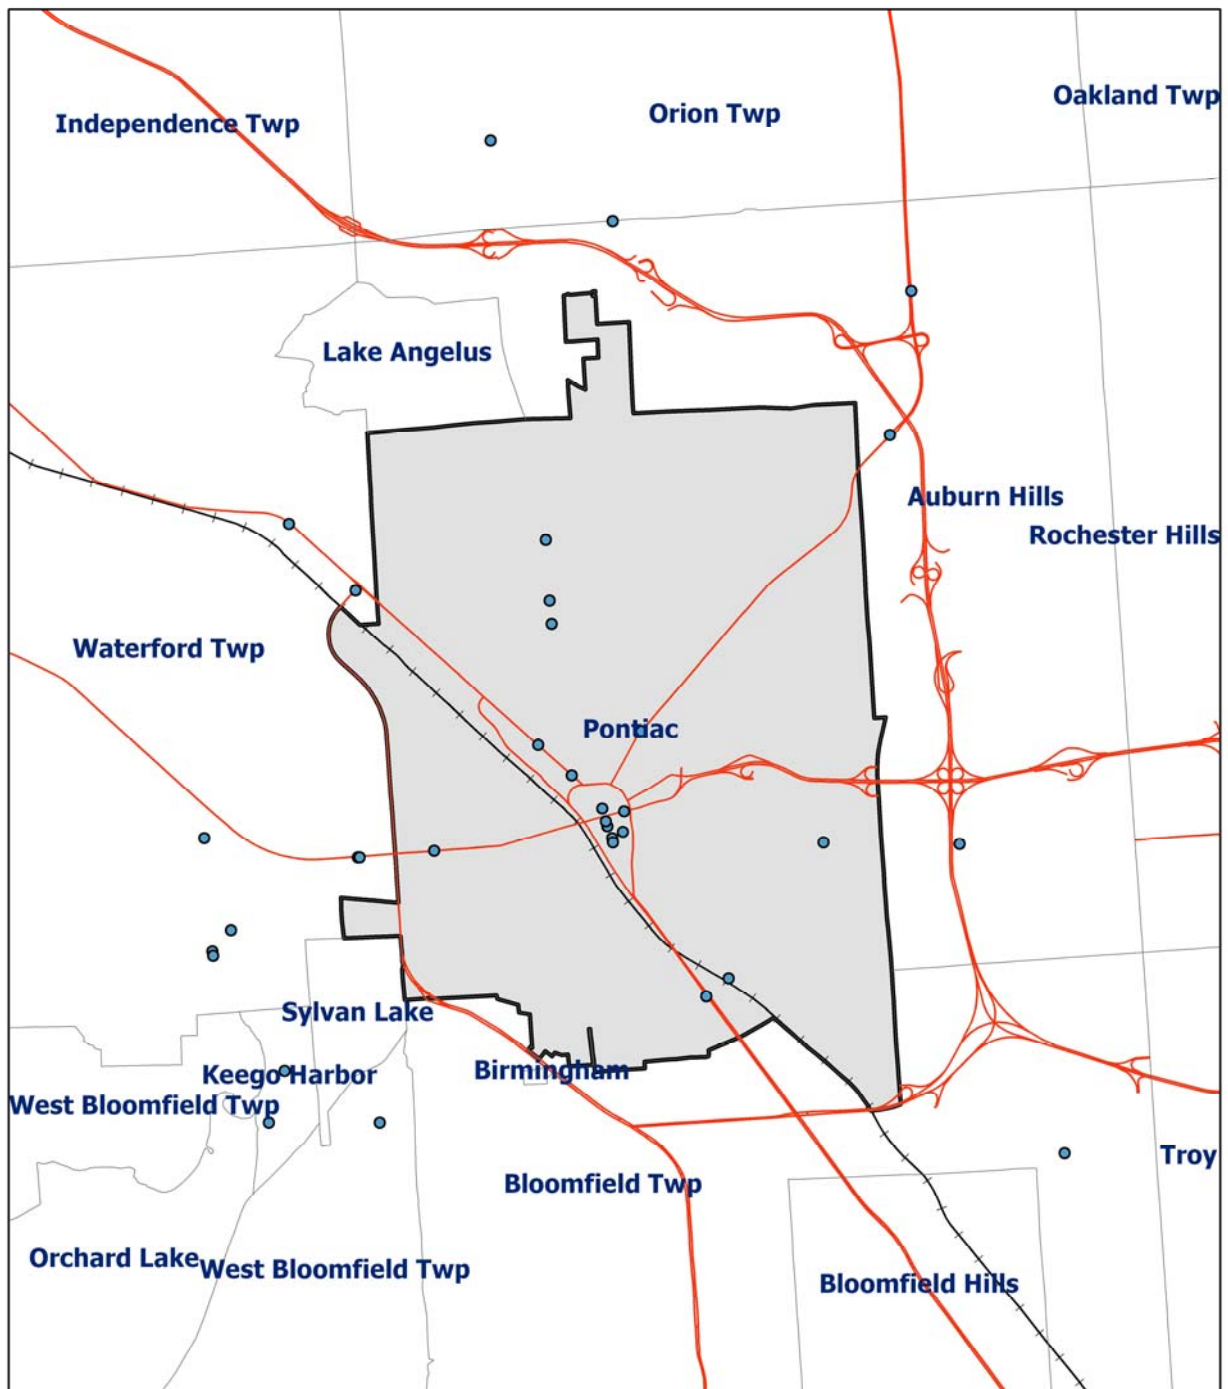 Oakland Twp
Orion Twp
Independence Twp
Lake Angelus
Auburn Hills
Rochester Hills
Waterford Twp
Pontiac
Sylvan Lake
Birmingham
Keego Harbor
West Bloomfield Twp
Troy
Bloomfield Twp
Orchard Lake
West Bloomfield Twp
Bloomfield Hills